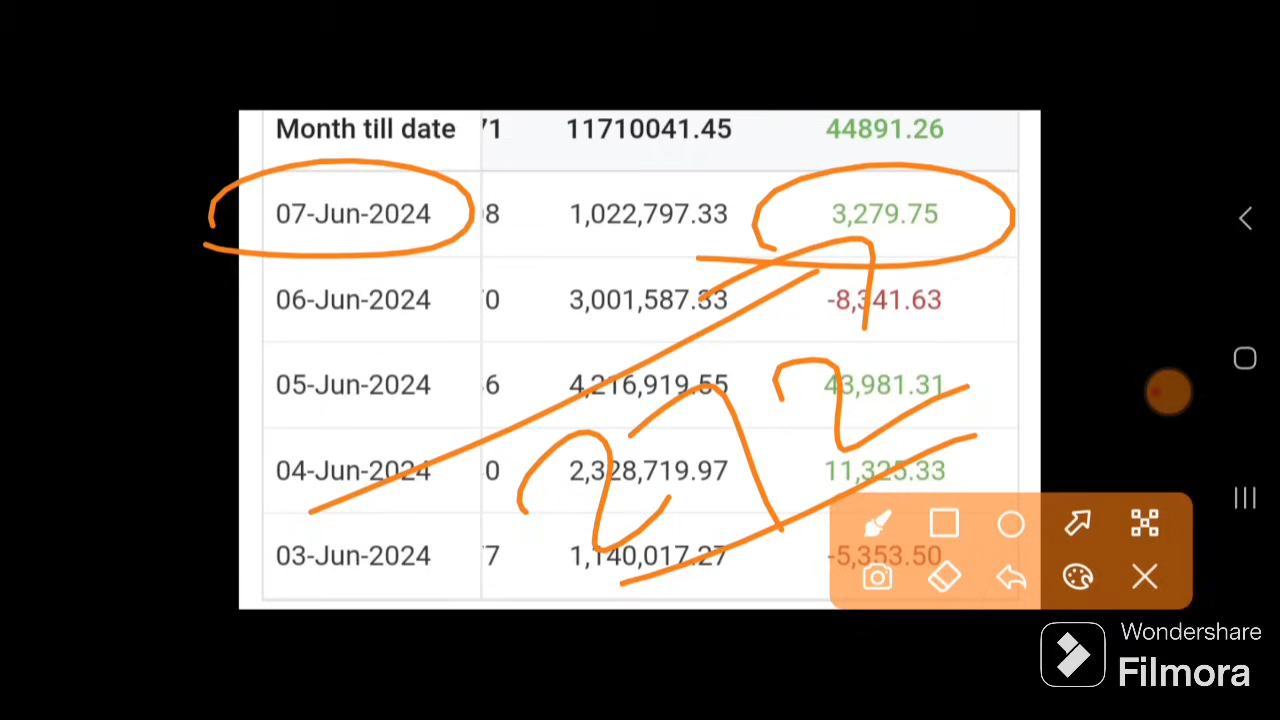 Month till date 71 11710041.45 44891.26
07-Jun-2024 8 1,022,797.33 3,279.75
06-Jun-2024 0 3,001,587.33 -8,341.63
05-Jun-2024 6 4,216,919.55 43,981.31
04-Jun-2024 0 2,328,719.97 11,325.33
03-Jun-2024 7 1,140,017.27 -5,353.50
Wondershare
Filmora